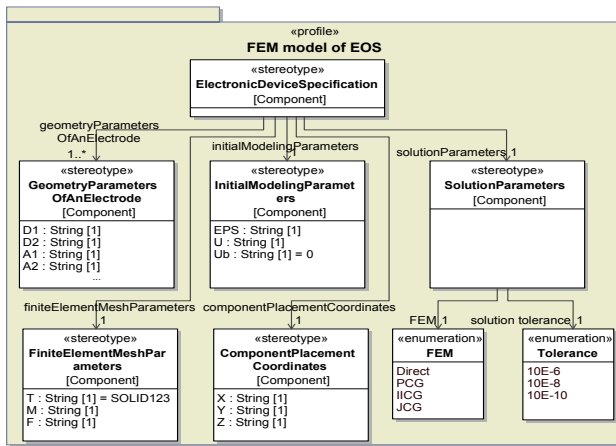 «profile»
FEM model of EOS
«stereotype»
ElectronicDeviceSpecification
[Component]
geometryParameters
OfAnElectrode
1..*
initialModelingParameters
1
solutionParameters 1
«stereotype»
GeometryParameters
OfAnElectrode
[Component]
D1 : String [1]
D2 : String [1]
A1 : String [1]
A2 : String [1]
...
«stereotype»
InitialModelingParamet
ers
[Component]
EPS : String [1]
U : String [1]
Ub : String [1] = 0
«stereotype»
SolutionParameters
[Component]
finiteElementMeshParameters
1
componentPlacementCoordinates
1
FEM 1
solution tolerance 1
«stereotype»
FiniteElementMeshPar
ameters
[Component]
T : String [1] = SOLID123
M : String [1]
F : String [1]
«stereotype»
ComponentPlacement
Coordinates
[Component]
X : String [1]
Y : String [1]
Z : String [1]
«enumeration»
FEM
Direct
PCG
IICG
JCG
«enumeration»
Tolerance
10E-6
10E-8
10E-10